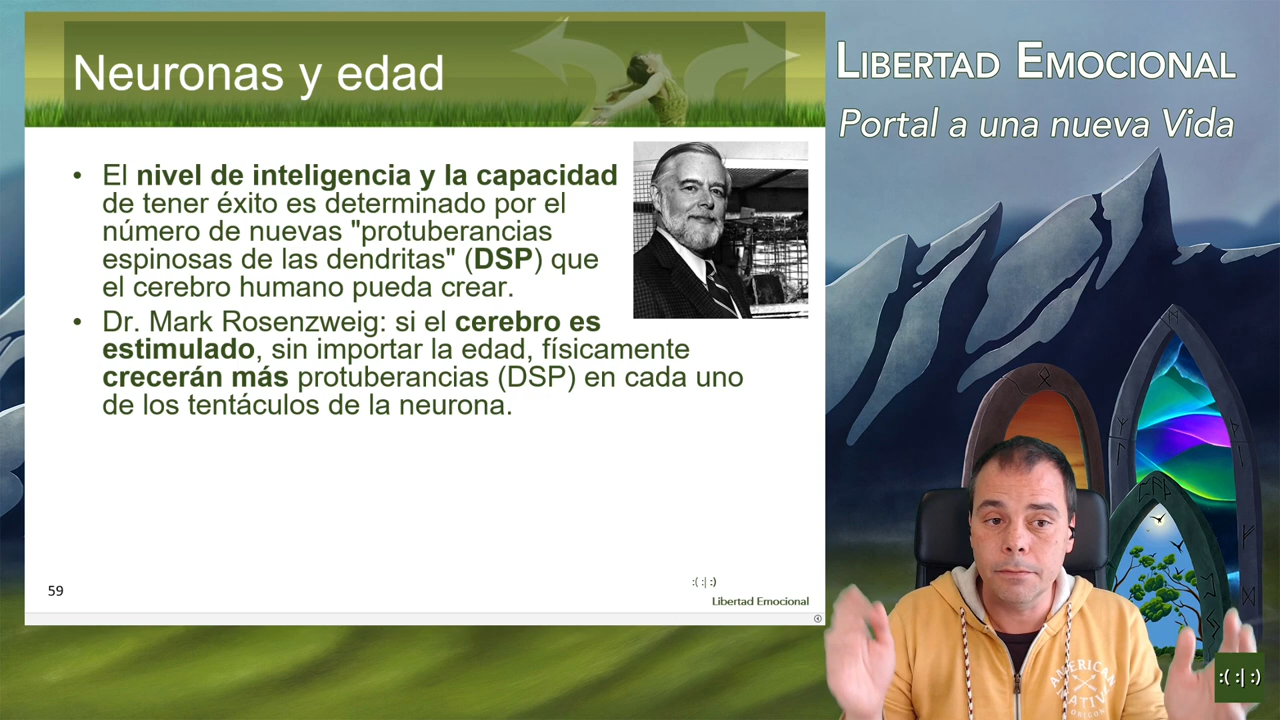 Neuronas y edad
• El nivel de inteligencia y la capacidad
de tener éxito es determinado por el
número de nuevas "protuberancias
espinosas de las dendritas" (DSP) que
el cerebro humano pueda crear.
• Dr. Mark Rosenzweig: si el cerebro es
estimulado, sin importar la edad, físicamente
crecerán más protuberancias (DSP) en cada uno
de los tentáculos de la neurona.
59
:( :| :)
Libertad Emocional
LIBERTAD EMOCIONAL
Portal a una nueva Vida
AMERICAN
NATIVE
:( :| :)